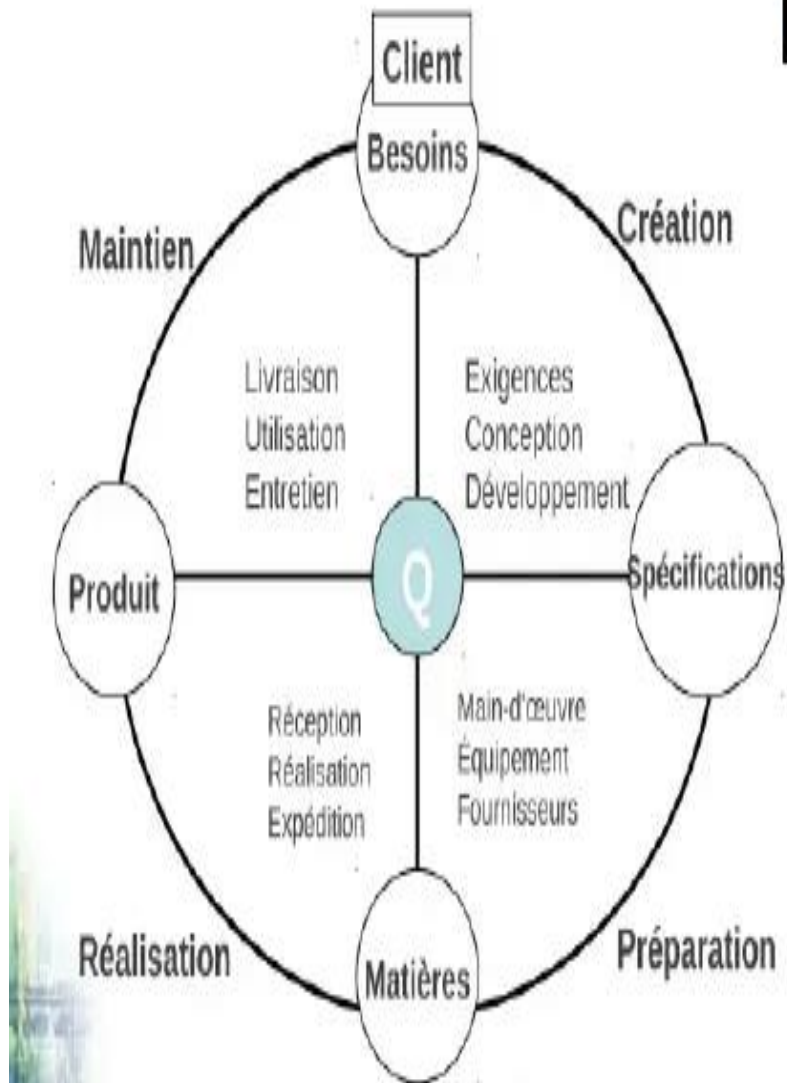 Client
Besoins
Maintien
Création
Livraison
Utilisation
Entretien
Exigences
Conception
Développement
Produit
Q
Spécifications
Réception
Réalisation
Expédition
Main-d'œuvre
Équipement
Fournisseurs
Réalisation
Matières
Préparation